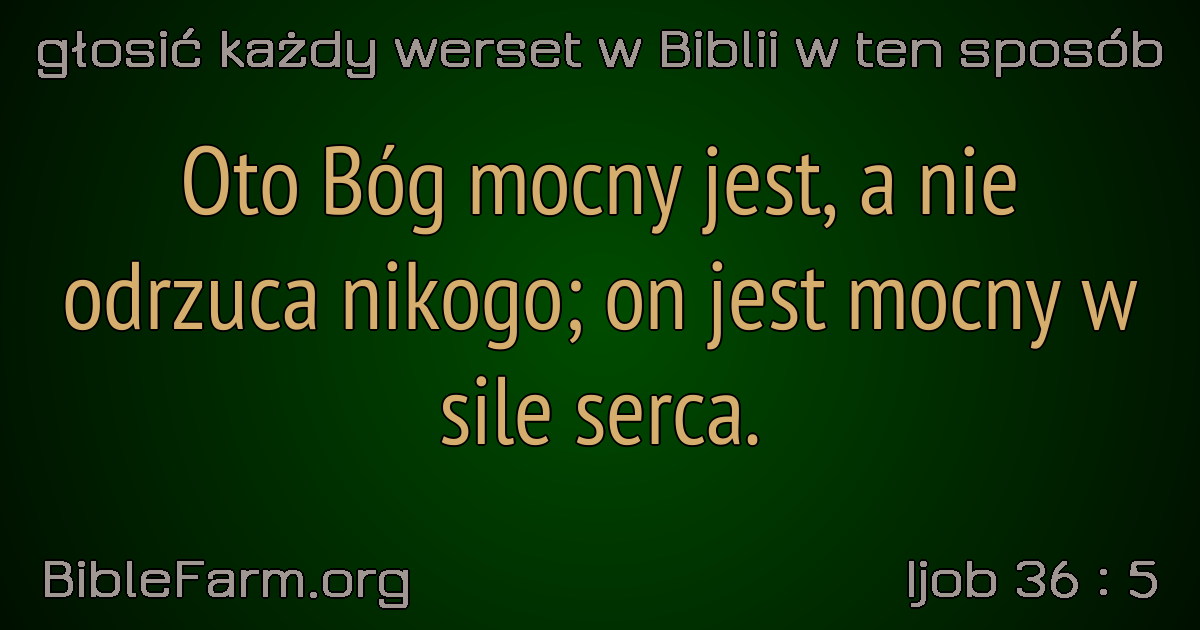 głosić każdy werset w Biblii w ten sposób
Oto Bóg mocny jest, a nie
odrzuca nikogo; on jest mocny w
sile serca.
BibleFarm.org
Ijob 36 : 5